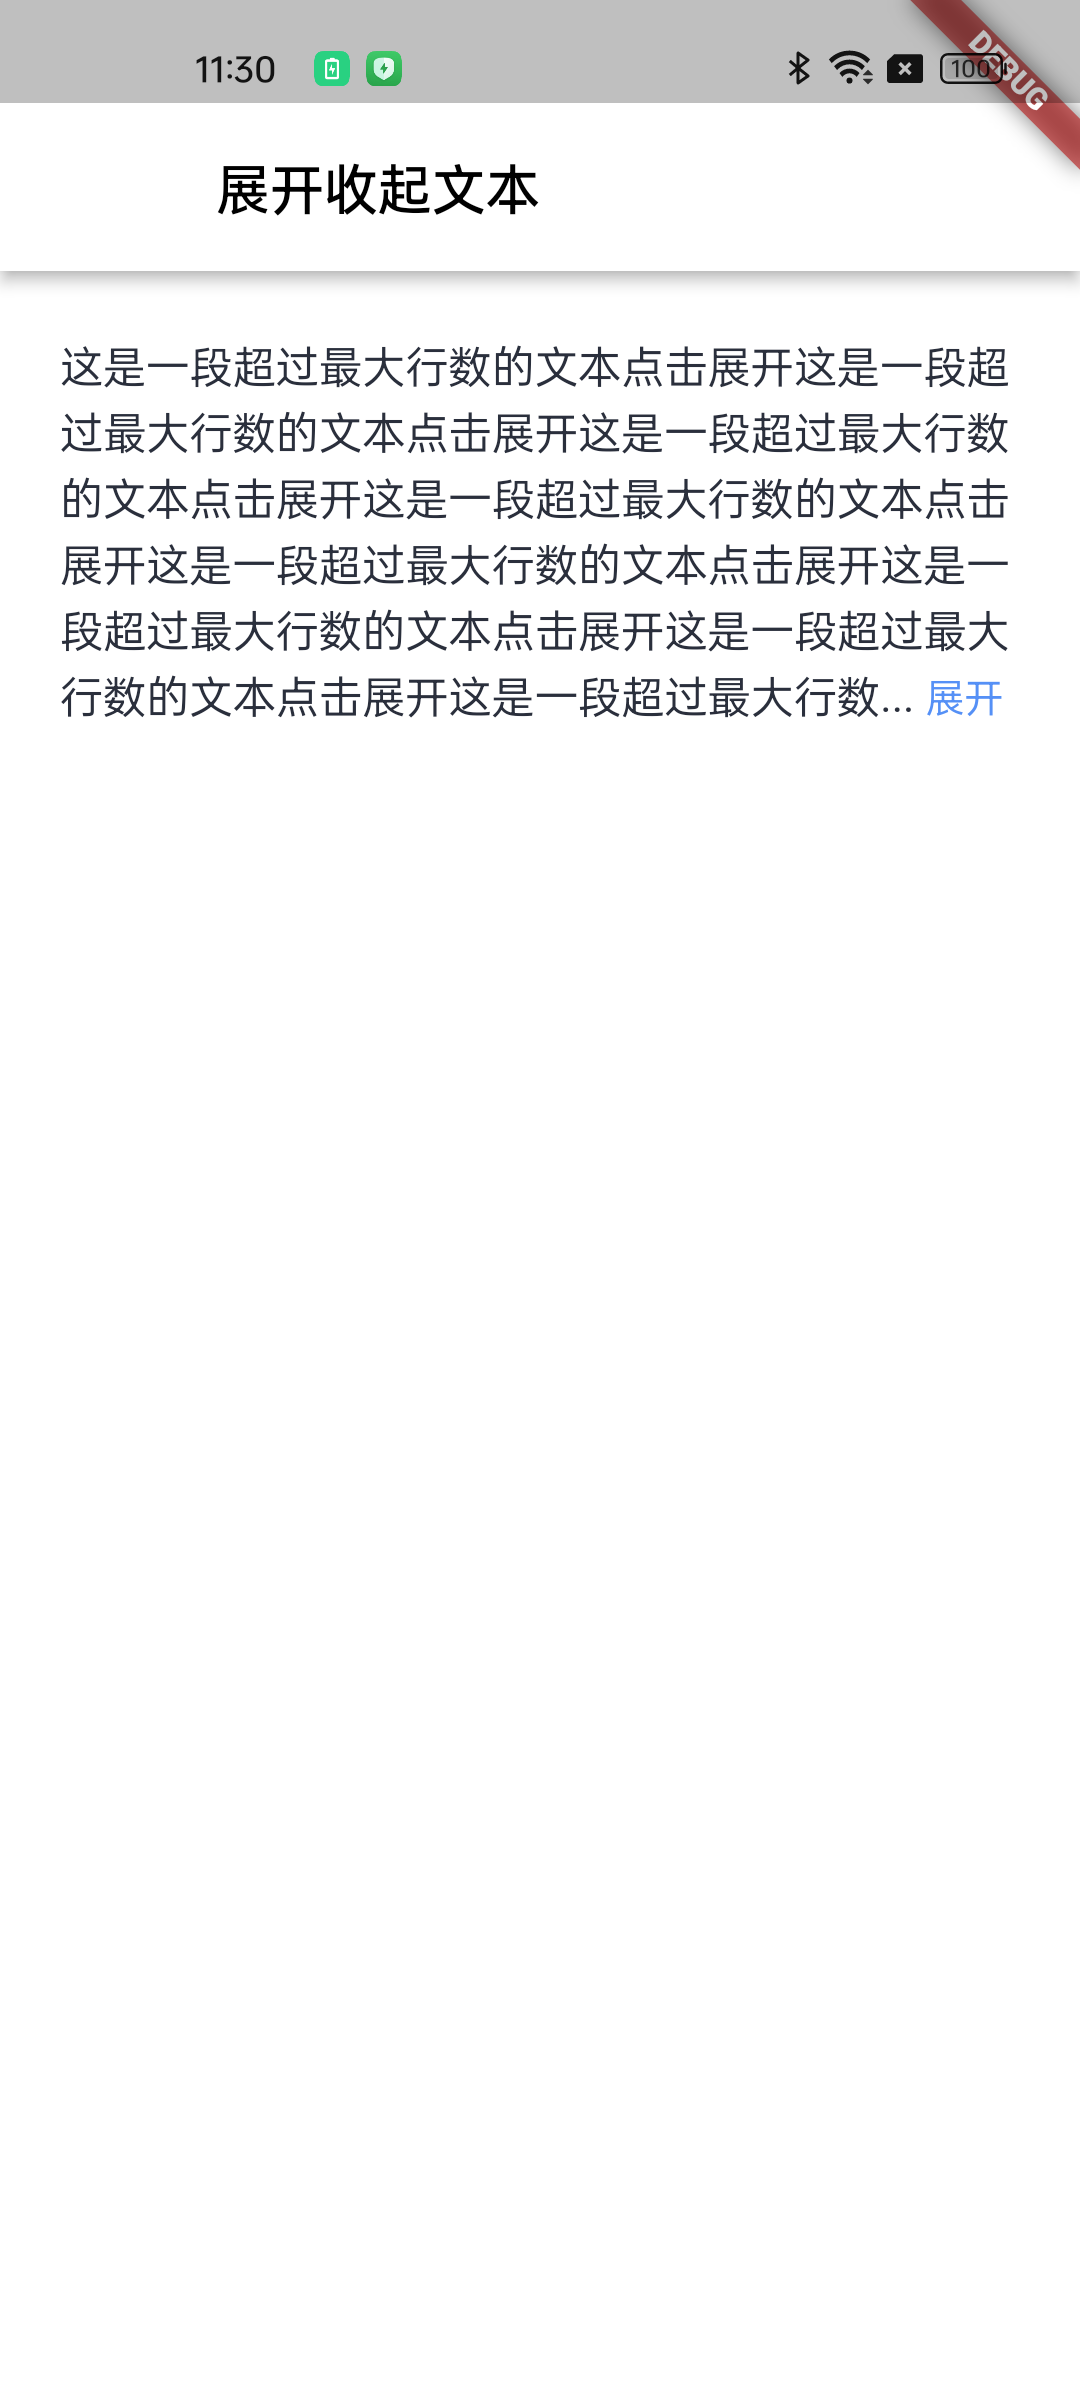 11:30
100
DEBUG
展开收起文本
这是一段超过最大行数的文本点击展开这是一段超
过最大行数的文本点击展开这是一段超过最大行数
的文本点击展开这是一段超过最大行数的文本点击
展开这是一段超过最大行数的文本点击展开这是一
段超过最大行数的文本点击展开这是一段超过最大
行数的文本点击展开这是一段超过最大行数... 展开